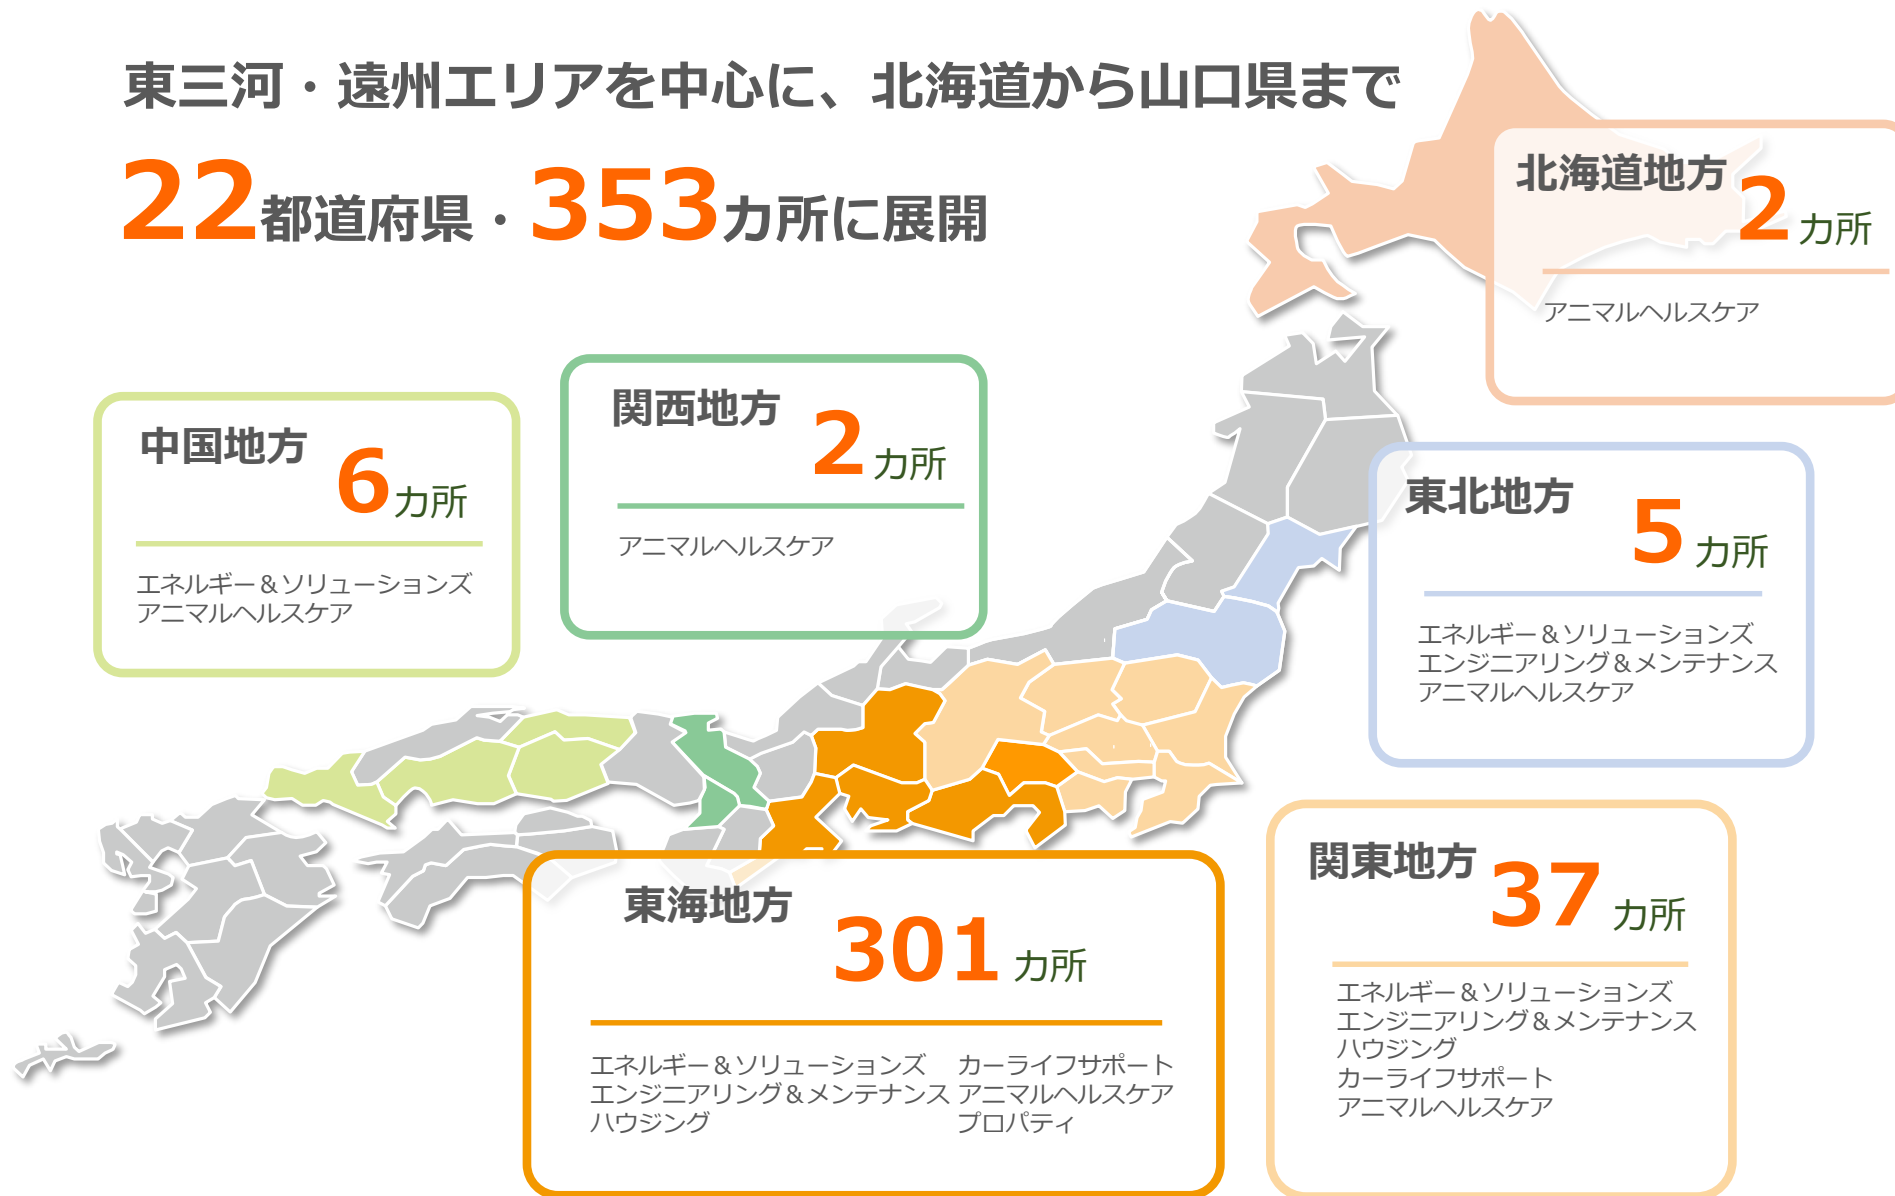 東三河・遠州エリアを中心に、北海道から山口県まで
22都道府県・353カ所に展開
北海道地方 2カ所
アニマルヘルスケア
関西地方 2カ所
アニマルヘルスケア
中国地方 6カ所
エネルギー＆ソリューションズ
アニマルヘルスケア
東北地方 5カ所
エネルギー＆ソリューションズ
エンジニアリング＆メンテナンス
アニマルヘルスケア
東海地方 301カ所
エネルギー＆ソリューションズ
エンジニアリング＆メンテナンス
ハウジング
カーライフサポート
アニマルヘルスケア
プロパティ
関東地方 37カ所
エネルギー＆ソリューションズ
エンジニアリング＆メンテナンス
ハウジング
カーライフサポート
アニマルヘルスケア